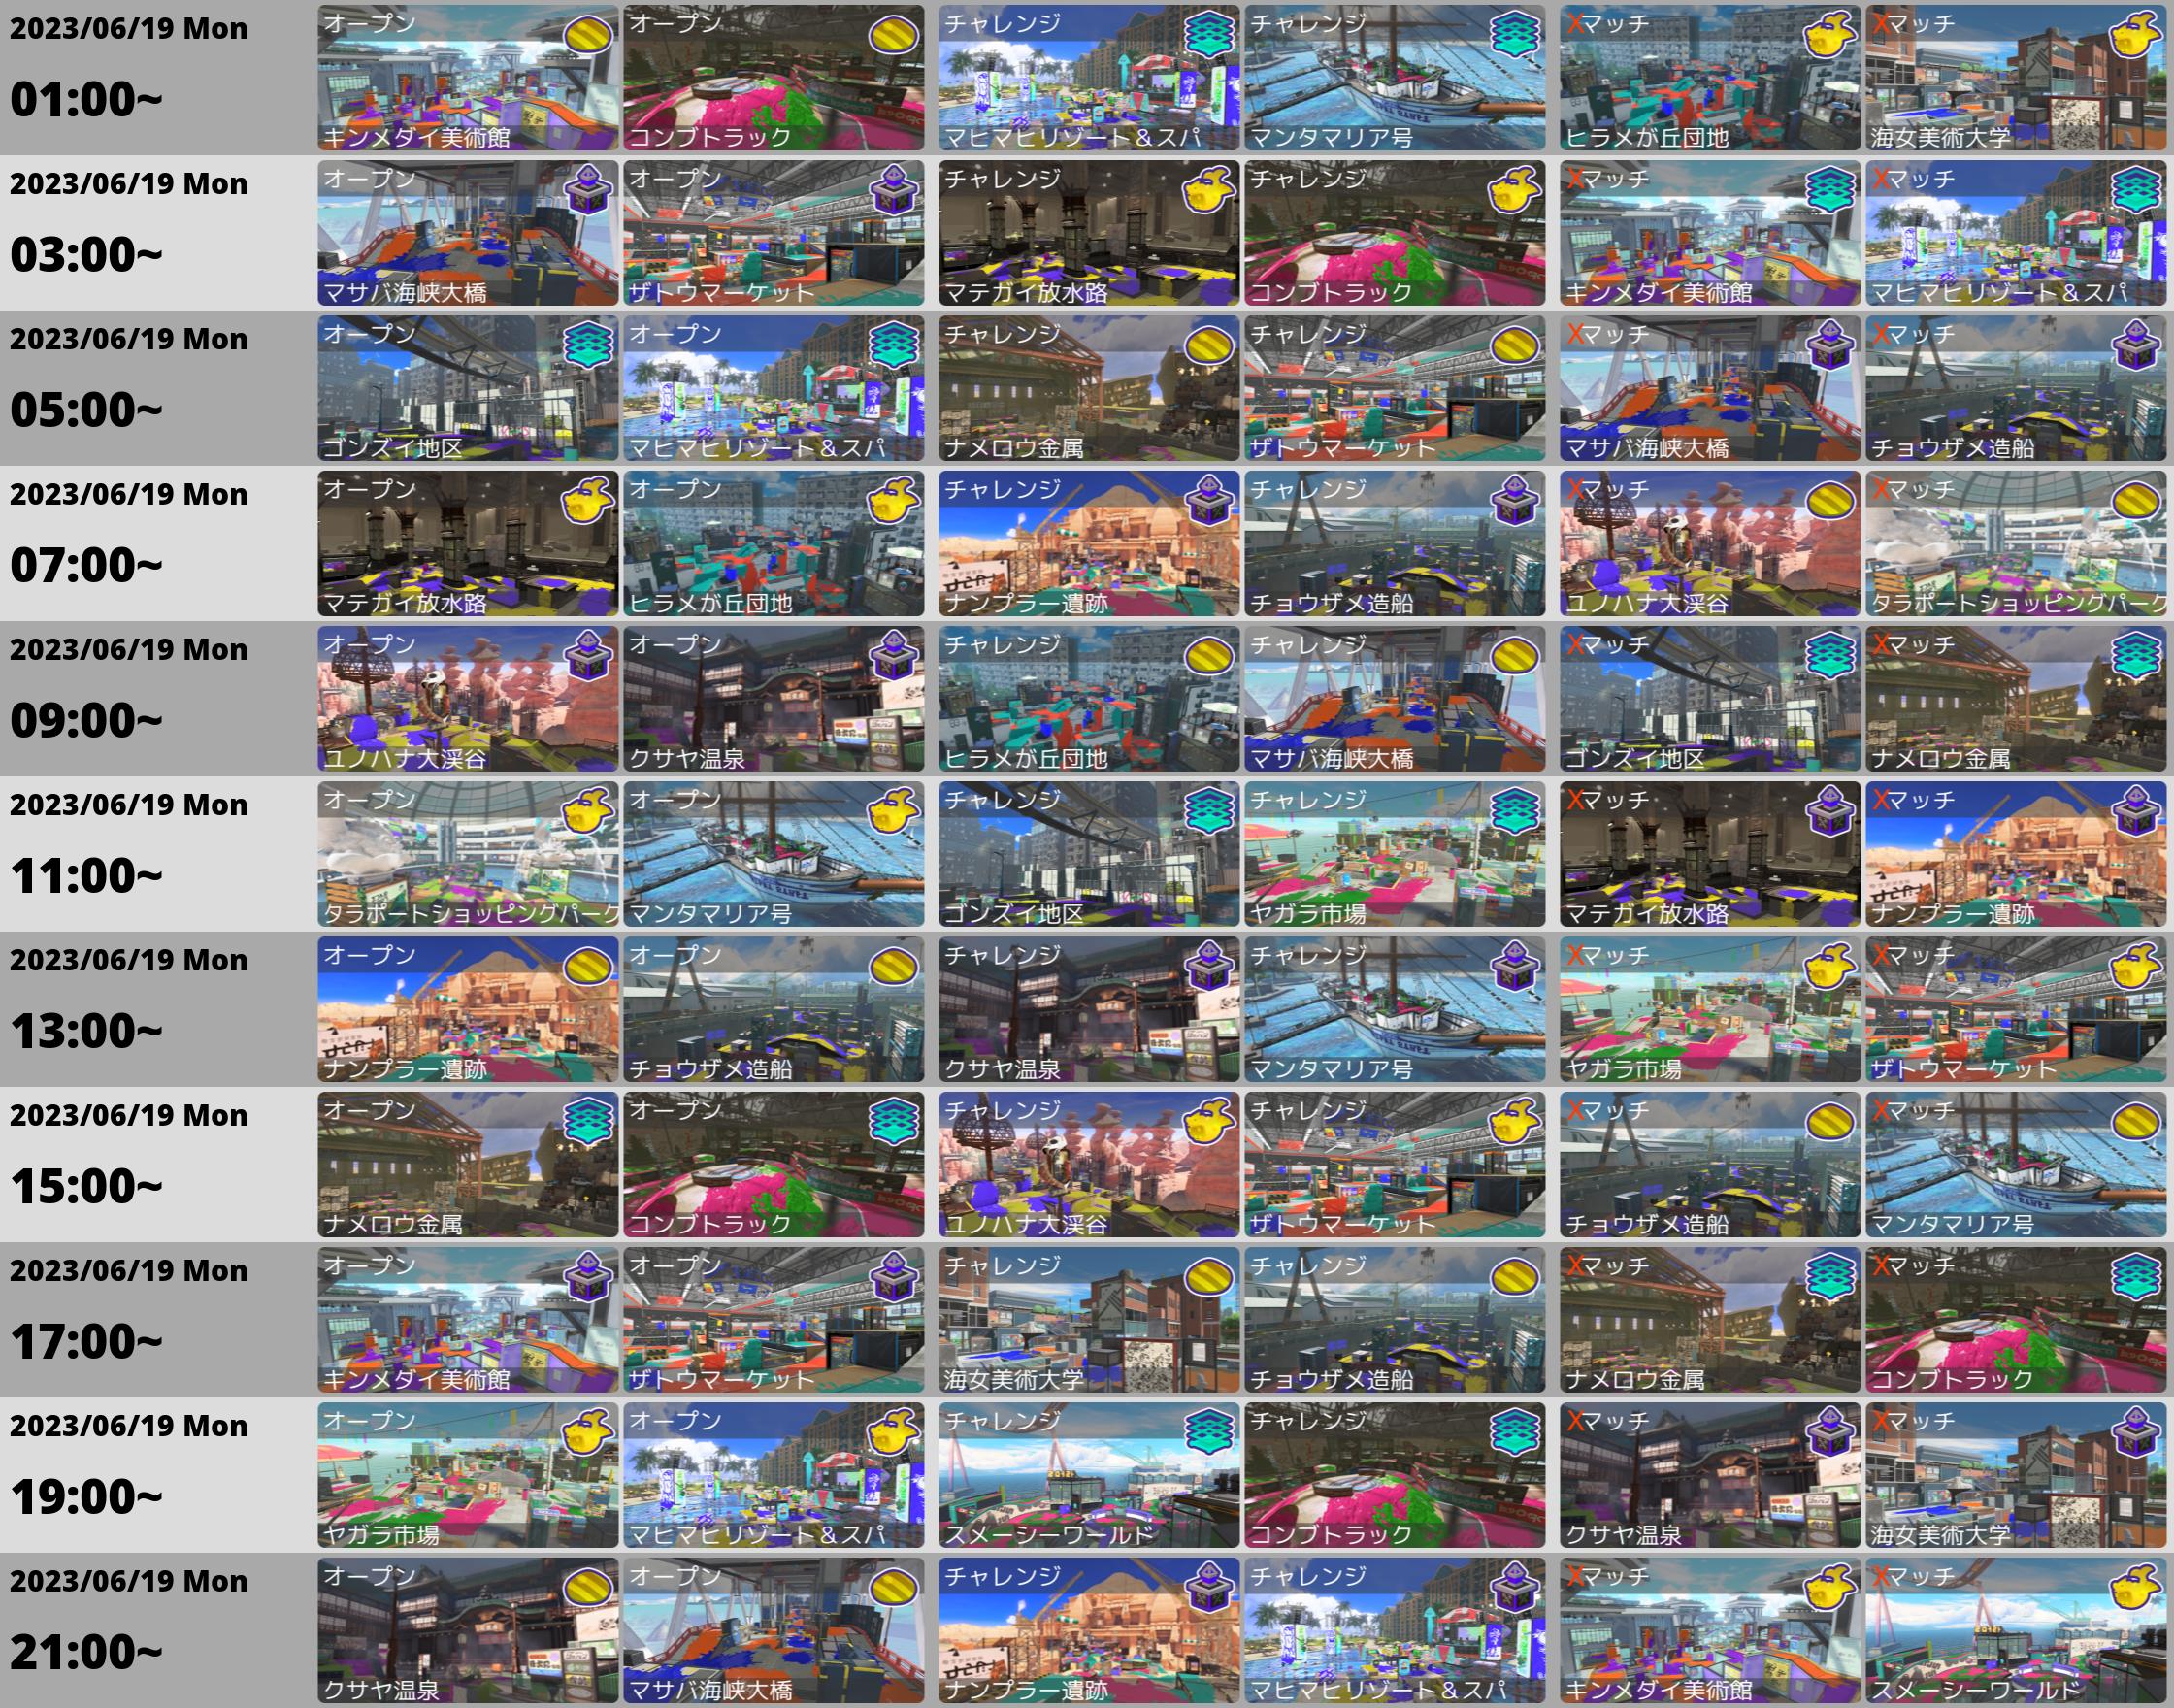 2023/06/19 Mon
01:00~
オープン
キンメダイ美術館
オープン
コンブトラック
チャレンジ
マヒマヒリゾート＆スパ
チャレンジ
マンタマリア号
Xマッチ
ヒラメが丘団地
Xマッチ
海女美術大学
2023/06/19 Mon
03:00~
オープン
マサバ海峡大橋
オープン
ザトウマーケット
チャレンジ
マテガイ放水路
チャレンジ
コンブトラック
Xマッチ
キンメダイ美術館
Xマッチ
マヒマヒリゾート＆スパ
2023/06/19 Mon
05:00~
オープン
ゴンズイ地区
オープン
マヒマヒリゾート＆スパ
チャレンジ
ナメロウ金属
チャレンジ
ザトウマーケット
Xマッチ
マサバ海峡大橋
Xマッチ
チョウザメ造船
2023/06/19 Mon
07:00~
オープン
マテガイ放水路
オープン
ヒラメが丘団地
チャレンジ
ナンプラー遺跡
チャレンジ
チョウザメ造船
Xマッチ
ユノハナ大渓谷
Xマッチ
タラポートショッピングパーク
2023/06/19 Mon
09:00~
オープン
ユノハナ大渓谷
オープン
クサヤ温泉
チャレンジ
ヒラメが丘団地
チャレンジ
マサバ海峡大橋
Xマッチ
ゴンズイ地区
Xマッチ
ナメロウ金属
2023/06/19 Mon
11:00~
オープン
タラポートショッピングパーク
オープン
マンタマリア号
チャレンジ
ゴンズイ地区
チャレンジ
ヤガラ市場
Xマッチ
マテガイ放水路
Xマッチ
ナンプラー遺跡
2023/06/19 Mon
13:00~
オープン
ナンプラー遺跡
オープン
チョウザメ造船
チャレンジ
クサヤ温泉
チャレンジ
マンタマリア号
Xマッチ
ヤガラ市場
Xマッチ
ザトウマーケット
2023/06/19 Mon
15:00~
オープン
ナメロウ金属
オープン
コンブトラック
チャレンジ
ユノハナ大渓谷
チャレンジ
ザトウマーケット
Xマッチ
チョウザメ造船
Xマッチ
マンタマリア号
2023/06/19 Mon
17:00~
オープン
キンメダイ美術館
オープン
ザトウマーケット
チャレンジ
海女美術大学
チャレンジ
チョウザメ造船
Xマッチ
ナメロウ金属
Xマッチ
コンブトラック
2023/06/19 Mon
19:00~
オープン
ヤガラ市場
オープン
マヒマヒリゾート＆スパ
チャレンジ
スメーシーワールド
チャレンジ
コンブトラック
Xマッチ
クサヤ温泉
Xマッチ
海女美術大学
2023/06/19 Mon
21:00~
オープン
クサヤ温泉
オープン
マサバ海峡大橋
チャレンジ
ナンプラー遺跡
チャレンジ
マヒマヒリゾート＆スパ
Xマッチ
キンメダイ美術館
Xマッチ
スメーシーワールド